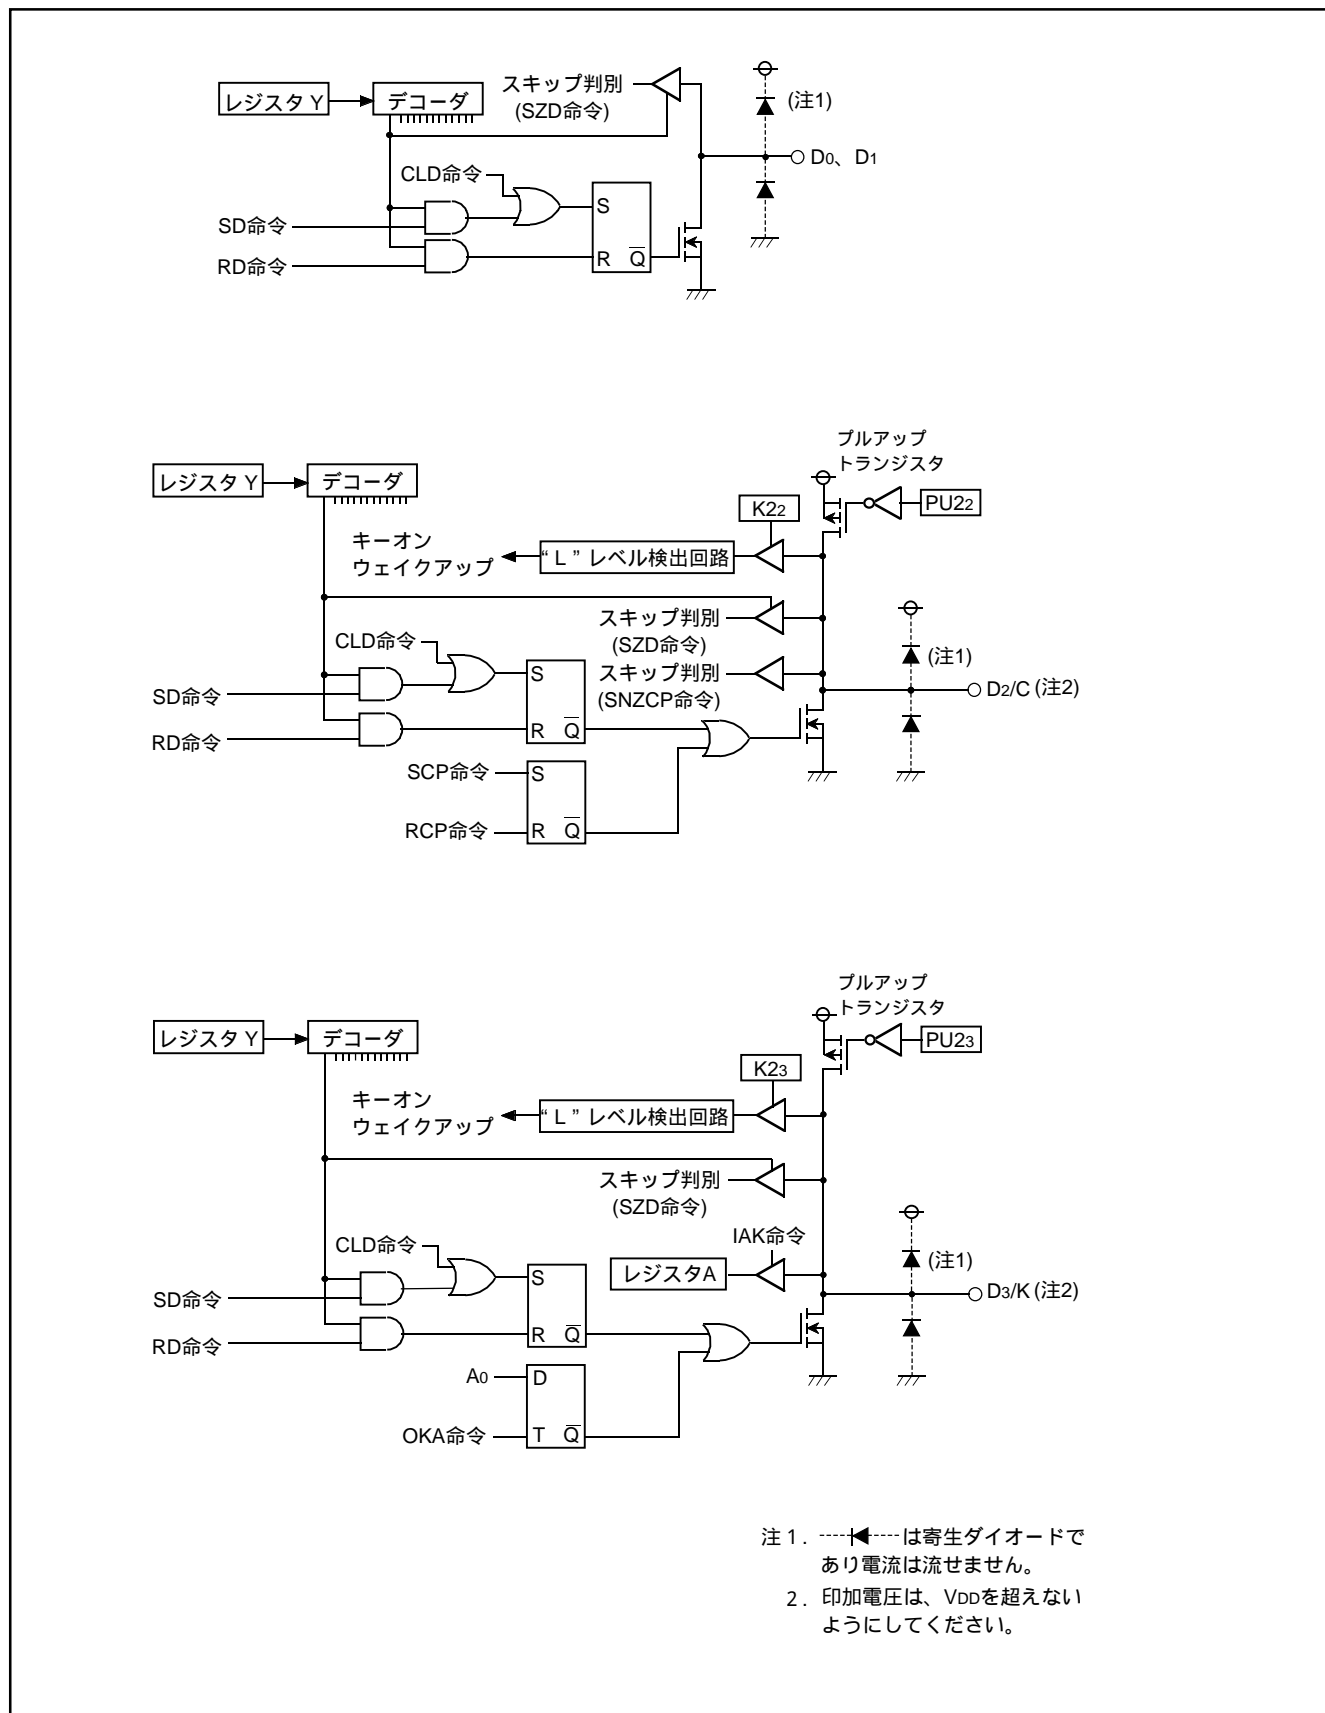 スキップ判別
(SZD命令)
レジスタ Y
デコーダ
(注1)
D0、D1
CLD命令
S
SD命令
RD命令
R Q
プルアップ
トランジスタ
レジスタ Y
デコーダ
K22
PU22
キーオン
ウェイクアップ
“ L ” レベル検出回路
スキップ判別
(SZD命令)
CLD命令
(注1)
S
スキップ判別
(SNZCP命令)
SD命令
D2/C (注2)
RD命令
R Q
SCP命令
S
RCP命令
R Q
プルアップ
トランジスタ
レジスタ Y
デコーダ
K23
PU23
キーオン
ウェイクアップ
“ L ” レベル検出回路
スキップ判別
(SZD命令)
IAK命令
CLD命令
(注1)
S
レジスタA
SD命令
D3/K (注2)
RD命令
R Q
A0
D
OKA命令
T Q
注 1 . は寄生ダイオードで
あり電流は流せません。
2 . 印加電圧は、VDDを超えない
ようにしてください。